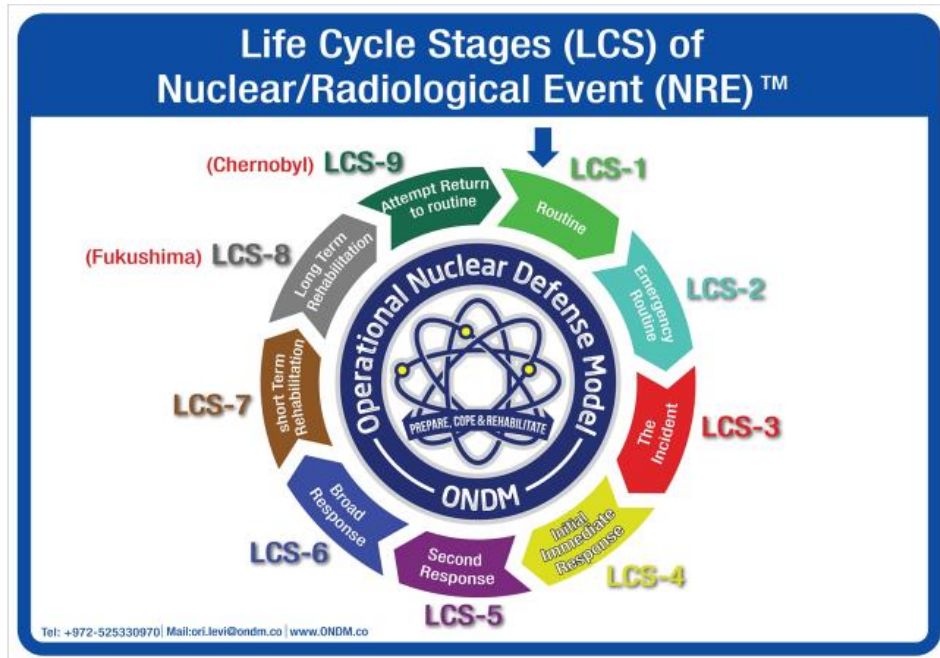 Life Cycle Stages (LCS) of
Nuclear/Radiological Event (NRE) ™
LCS-1
Routine
LCS-2
Emergency
Routine
LCS-3
The
Incident
LCS-4
Initial
Immediate
Response
LCS-5
Second
Response
LCS-6
Broad
Response
LCS-7
short Term
Rehabilitation
(Fukushima) LCS-8
Long Term
Rehabilitation
(Chernobyl) LCS-9
Attempt Return
to routine
Operational Nuclear Defense Model
PREPARE, COPE & REHABILITATE
ONDM
Tel: +972-525330970| Mail:ori.levi@ondm.co | www.ONDM.co